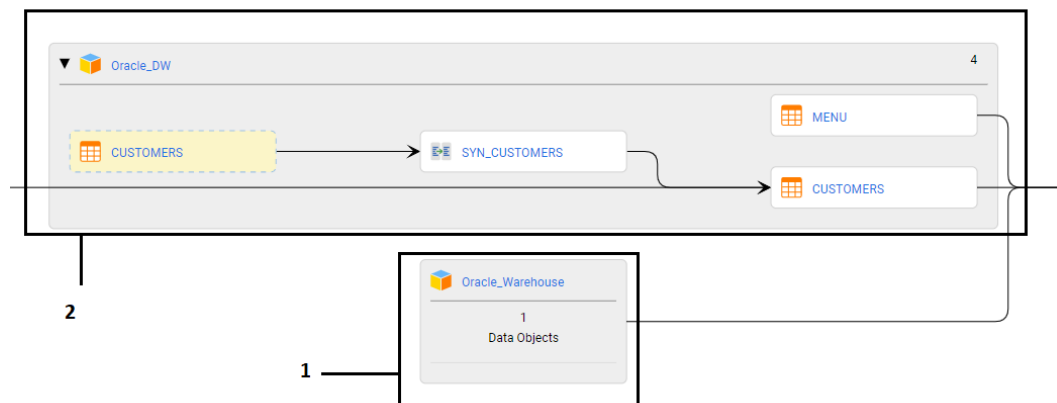 Oracle_DW
4
MENU
CUSTOMERS
SYN_CUSTOMERS
CUSTOMERS
2
Oracle_Warehouse
1
Data Objects
1